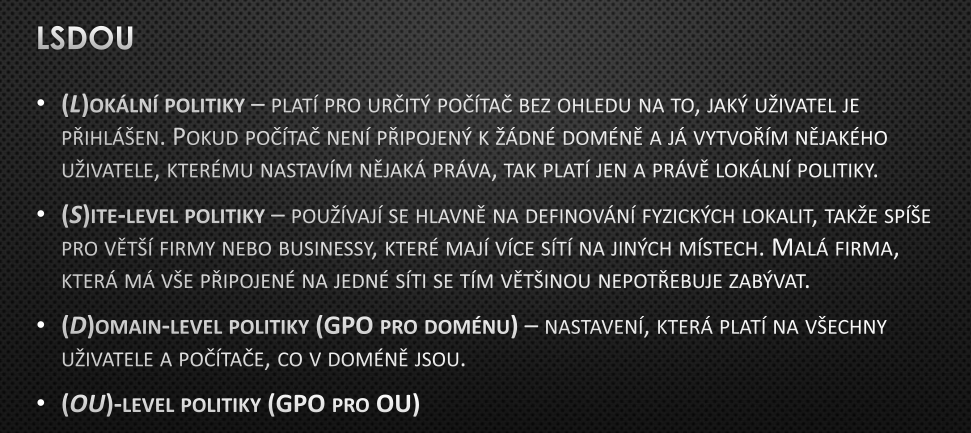 LSDOU
• (L)OKÁLNÍ POLITIKY – PLATÍ PRO URČITÝ POČÍTAČ BEZ OHLEDU NA TO, JAKÝ UŽIVATEL JE
PŘIHLÁŠEN. POKUD POČÍTAČ NENÍ PŘIPOJENÝ K ŽÁDNÉ DOMÉNĚ A JÁ VYTVOŘÍM NĚJAKÉHO
UŽIVATELE, KTERÉMU NASTAVÍM NĚJAKÁ PRÁVA, TAK PLATÍ JEN A PRÁVĚ LOKÁLNÍ POLITIKY.
• (S)ITE-LEVEL POLITIKY – POUŽÍVAJÍ SE HLAVNĚ NA DEFINOVÁNÍ FYZICKÝCH LOKALIT, TAKŽE SPÍŠE
PRO VĚTŠÍ FIRMY NEBO BUSINESSY, KTERÉ MAJÍ VÍCE SÍTÍ NA JINÝCH MÍSTECH. MALÁ FIRMA,
KTERÁ MÁ VŠE PŘIPOJENÉ NA JEDNÉ SÍTI SE TÍM VĚTŠINOU NEPOTŘEBUJE ZABÝVAT.
• (D)OMAIN-LEVEL POLITIKY (GPO PRO DOMÉNU) – NASTAVENÍ, KTERÁ PLATÍ NA VŠECHNY
UŽIVATELE A POČÍTAČE, CO V DOMÉNĚ JSOU.
• (OU)-LEVEL POLITIKY (GPO PRO OU)